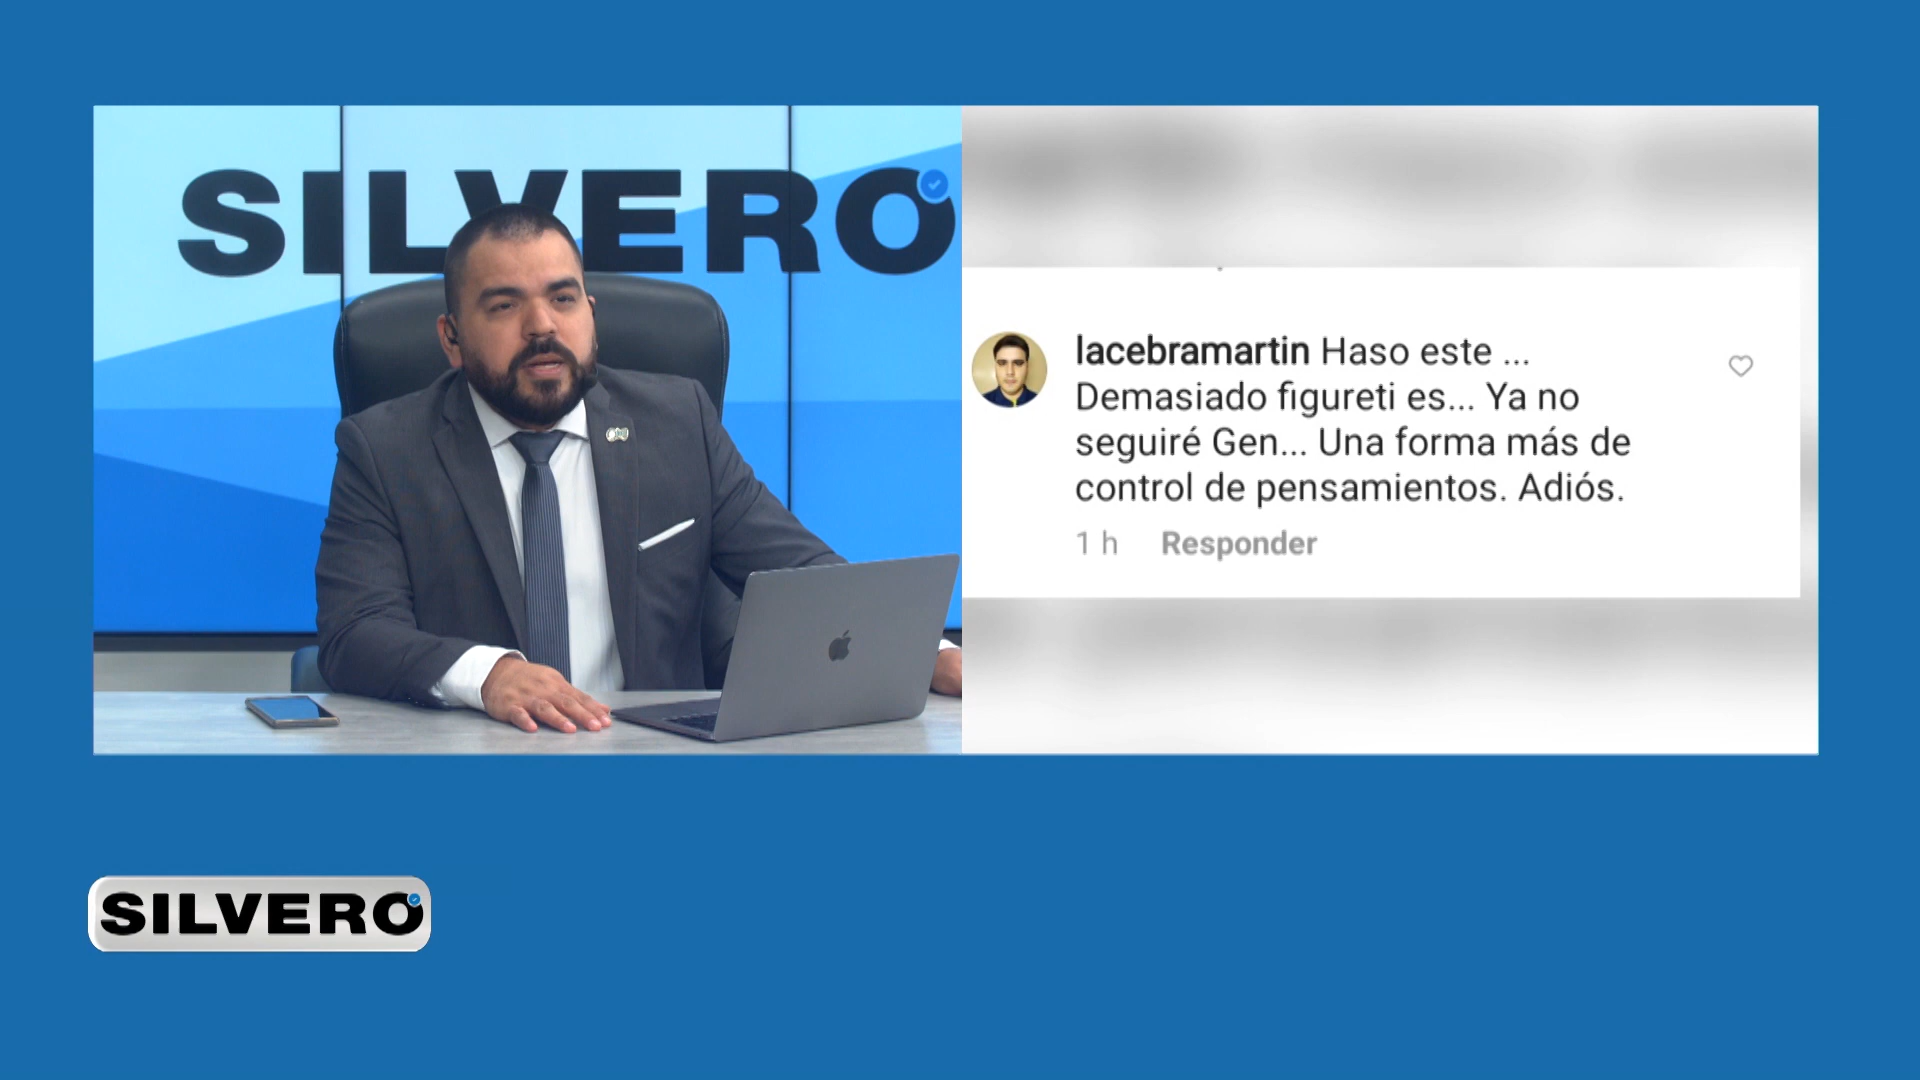 SILVERO
lacebramartin Haso este ...
Demasiado figureti es... Ya no
seguiré Gen... Una forma más de
control de pensamientos. Adiós.
1 h Responder
SILVERO